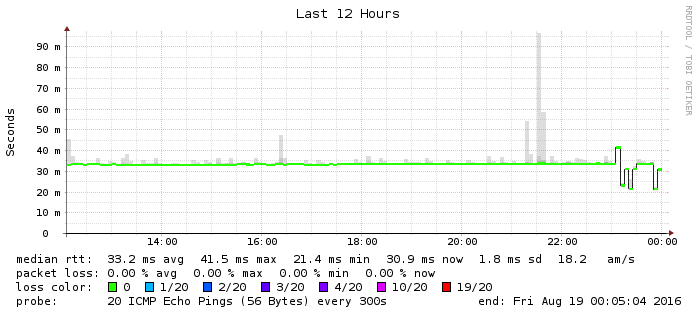 Last 12 Hours
RRDTOOL / TOBI OETIKER
Seconds
90 m
80 m
70 m
60 m
50 m
40 m
30 m
20 m
10 m
0
14:00 16:00 18:00 20:00 22:00 00:00
median rtt: 33.2 ms avg 41.5 ms max 21.4 ms min 30.9 ms now 1.8 ms sd 18.2 am/s
packet loss: 0.00 % avg 0.00 % max 0.00 % min 0.00 % now
loss color: 0 1/20 2/20 3/20 4/20 10/20 19/20
probe: 20 ICMP Echo Pings (56 Bytes) every 300s end: Fri Aug 19 00:05:04 2016